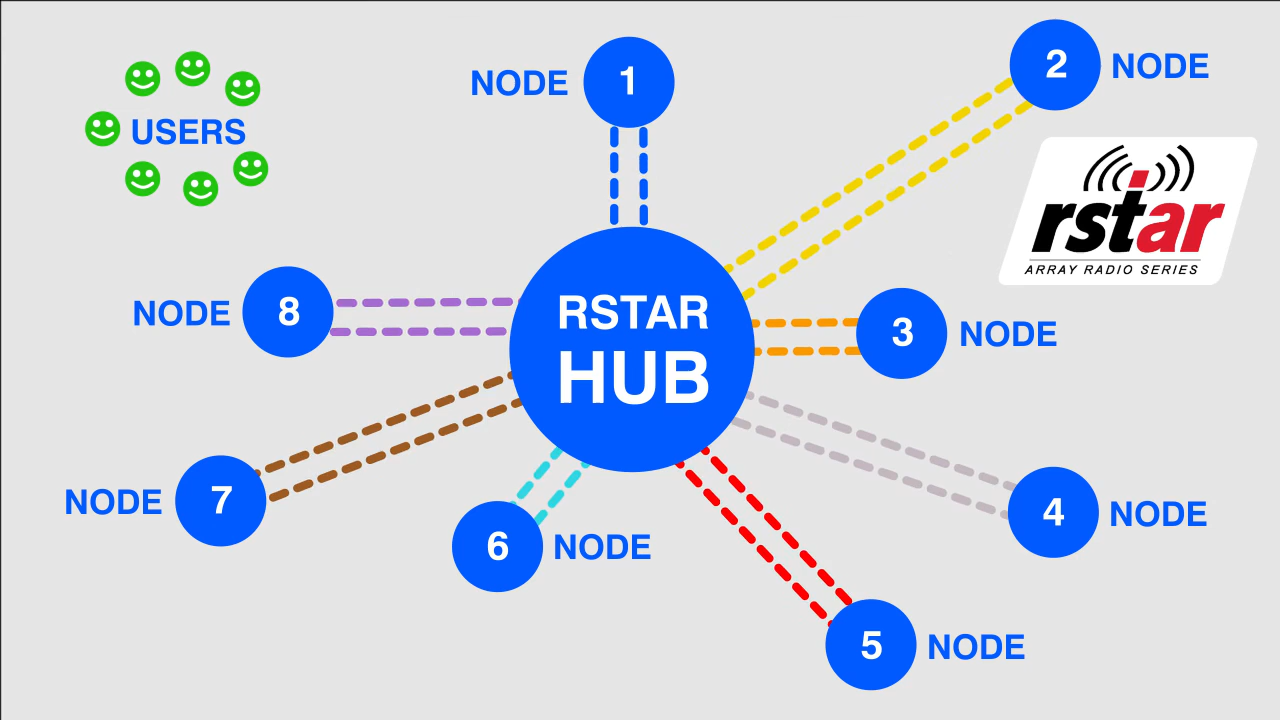 NODE 1
2 NODE
USERS
rstar
ARRAY RADIO SERIES
NODE 8
RSTAR
HUB
3 NODE
NODE 7
6 NODE
4 NODE
5 NODE